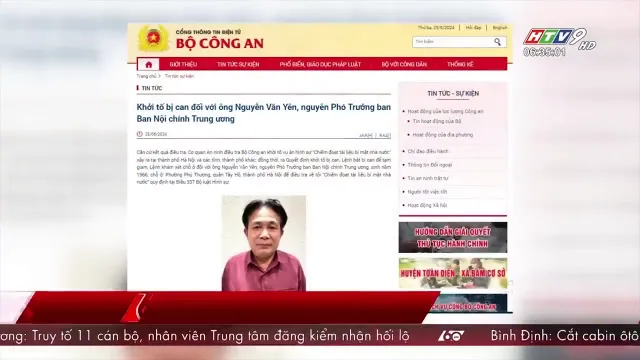 HTV9 HD
06:35:01
CỔNG THÔNG TIN ĐIỆN TỬ
BỘ CÔNG AN
Thứ ba, 25/6/2024
Hỏi đáp
English
Tìm kiếm
GIỚI THIỆU
TIN TỨC SỰ KIỆN
PHỔ BIẾN, GIÁO DỤC PHÁP LUẬT
BỘ VỚI CÔNG DÂN
THỐNG KÊ
Trang chủ
Tin tức sự kiện
TIN TỨC
Khởi tố bị can đối với ông Nguyễn Văn Yên, nguyên Phó Trưởng ban
Ban Nội chính Trung ương
25/06/2024
Căn cứ kết quả điều tra, Cơ quan An ninh điều tra Bộ Công an khởi tố vụ án hình sự "Chiếm đoạt tài liệu bí mật nhà nước"
xảy ra tại thành phố Hà Nội và các tỉnh, thành phố khác; đồng thời, ra Quyết định khởi tố bị can, Lệnh bắt bị can để tạm
giam, Lệnh khám xét chỗ ở đối với ông Nguyễn Văn Yên, nguyên Phó Trưởng ban Ban Nội chính Trung ương, sinh năm
1966; chỗ ở: Phường Phú Thượng, quận Tây Hồ, thành phố Hà Nội để điều tra về tội "Chiếm đoạt tài liệu bí mật nhà
nước" quy định tại Điều 337 Bộ luật Hình sự.
TIN TỨC - SỰ KIỆN
Hoạt động của lực lượng Công an
Tin hoạt động của Bộ
Hoạt động của địa phương
Chỉ đạo điều hành
Thông tin Đối ngoại
Tin an ninh trật tự
Người tốt việc tốt
Hoạt động Xã hội
HƯỚNG DẪN GIẢI QUYẾT
THỦ TỤC HÀNH CHÍNH
HUYỆN TOÀN DIỆN - XÃ BÁM CƠ SỞ
DỊCH VỤ CÔNG BỘ CÔNG AN
ơng: Truy tố 11 cán bộ, nhân viên Trung tâm đăng kiểm nhận hối lộ
60
Bình Định: Cắt cabin ôtô